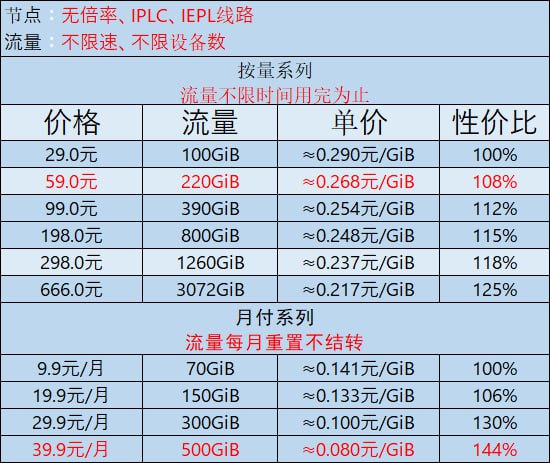 节点：无倍率、IPLC、IEPL线路
流量：不限速、不限设备数
按量系列
流量不限时间用完为止
价格 流量 单价 性价比
29.0元 100GiB ≈0.290元/GiB 100%
59.0元 220GiB ≈0.268元/GiB 108%
99.0元 390GiB ≈0.254元/GiB 112%
198.0元 800GiB ≈0.248元/GiB 115%
298.0元 1260GiB ≈0.237元/GiB 118%
666.0元 3072GiB ≈0.217元/GiB 125%
月付系列
流量每月重置不结转
9.9元/月 70GiB ≈0.141元/GiB 100%
19.9元/月 150GiB ≈0.133元/GiB 106%
29.9元/月 300GiB ≈0.100元/GiB 130%
39.9元/月 500GiB ≈0.080元/GiB 144%